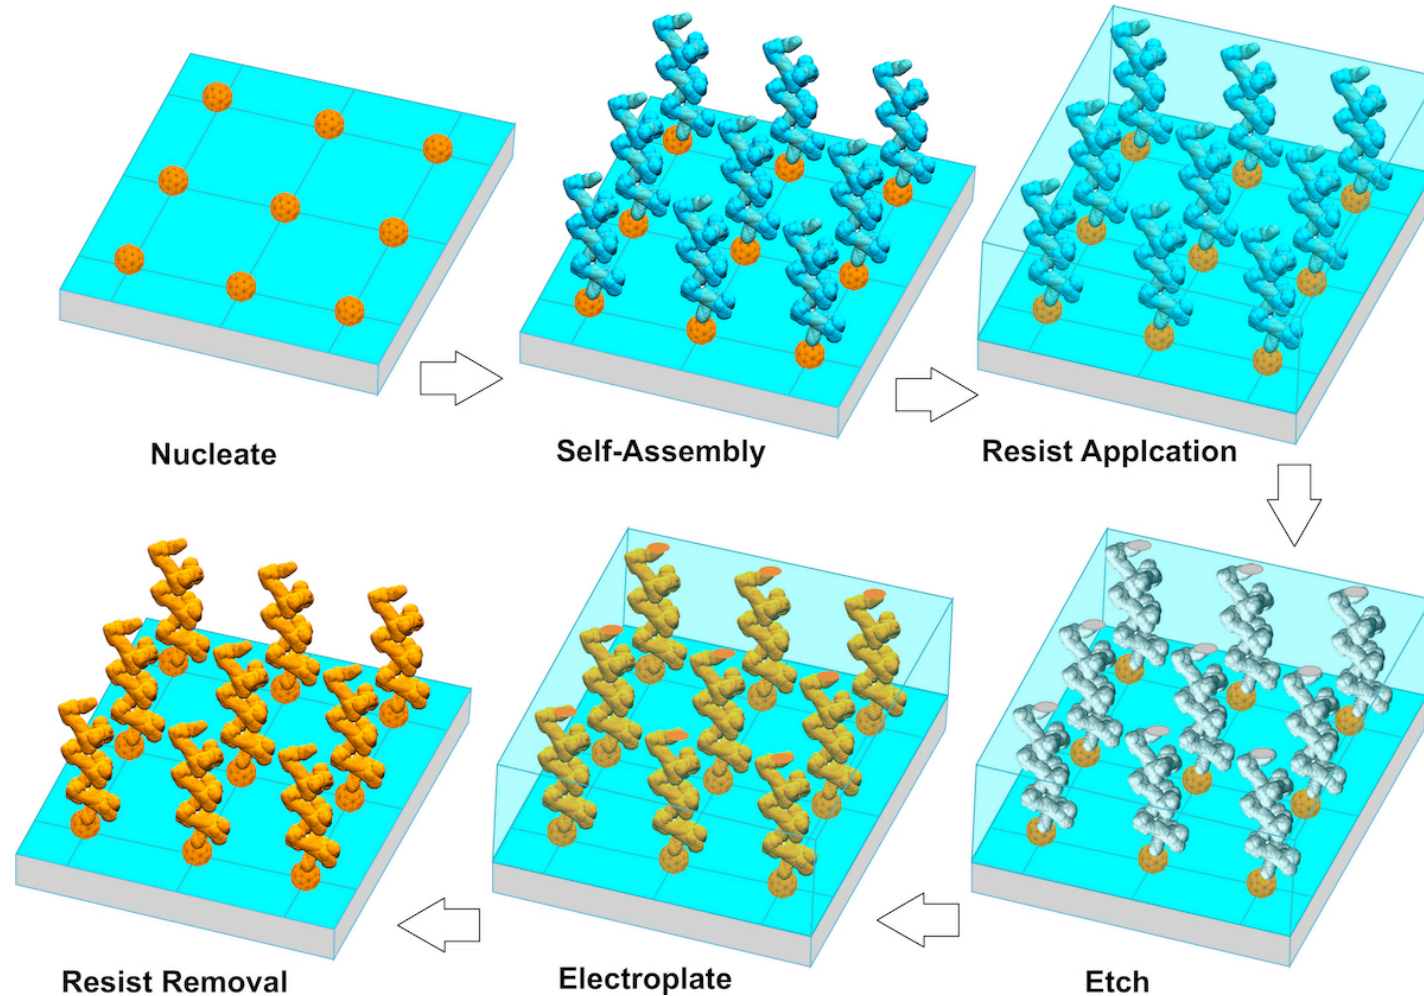 Nucleate
Self-Assembly
Resist Applcation
Etch
Electroplate
Resist Removal